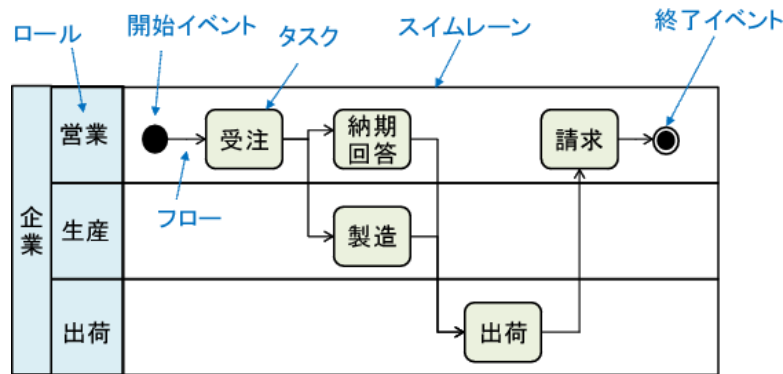 ロール
開始イベント
タスク
スイムレーン
終了イベント
企業
営業
受注
納期
回答
請求
フロー
生産
製造
出荷
出荷